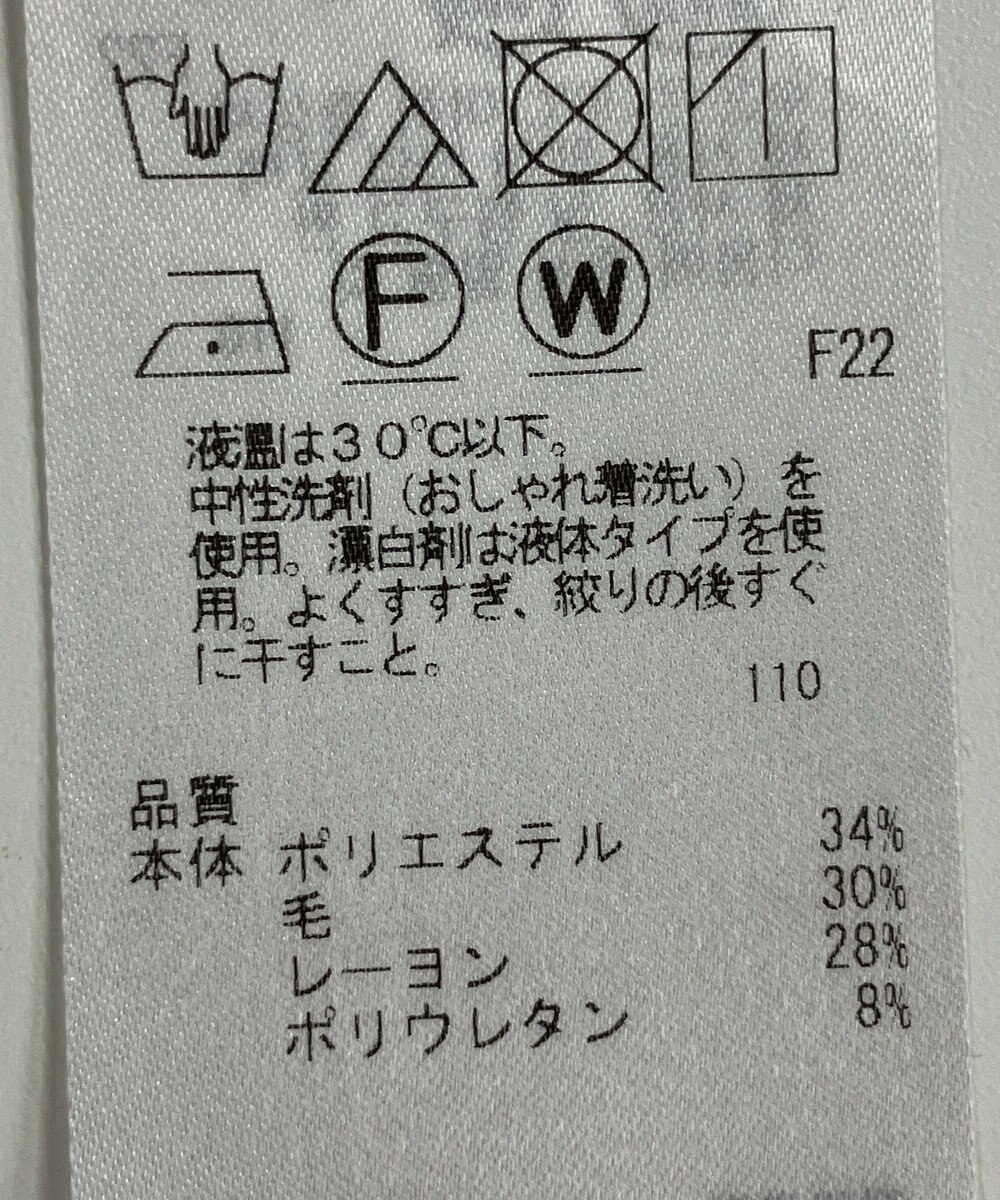 F
W
F22
液温は30℃以下。
中性洗剤（おしゃれ着洗い）を
使用。漂白剤は液体タイプを使
用。よくすすぎ、絞りの後すぐ
に干すこと。
110
品質
本体 ポリエステル 34%
毛 30%
レーヨン 28%
ポリウレタン 8%